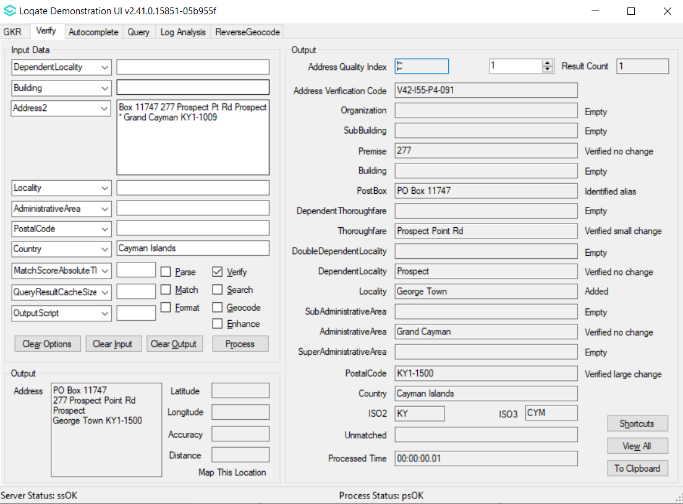 Loqate Demonstration UI v2.41.0.15851-05b955f
GKR Verify Autocomplete Query Log Analysis ReverseGeocode
Input Data
DependentLocality
Building
Address2 Box 11747 277 Prospect Pt Rd Prospect
* Grand Cayman KY1-1009
Locality
AdministrativeArea
PostalCode
Country Cayman Islands
MatchScoreAbsoluteTl Parse Verify
QueryResultCacheSize Match Search
OutputScript Format Geocode
Enhance
Clear Options Clear Input Clear Output Process
Output
Address PO Box 11747
277 Prospect Point Rd
Prospect
George Town KY1-1500
Latitude
Longitude
Accuracy
Distance
Map This Location
Output
Address Quality Index 1 Result Count 1
Address Verification Code V42-I55-P4-091
Organization Empty
SubBuilding Empty
Premise 277 Verified no change
Building Empty
PostBox PO Box 11747 Identified alias
DependentThoroughfare Empty
Thoroughfare Prospect Point Rd Verified small change
DoubleDependentLocality Empty
DependentLocality Prospect Verified no change
Locality George Town Added
SubAdministrativeArea Empty
AdministrativeArea Grand Cayman Verified no change
SuperAdministrativeArea Empty
PostalCode KY1-1500 Verified large change
Country Cayman Islands
ISO2 KY ISO3 CYM
Unmatched
Processed Time 00:00:00.01
Shortcuts
View All
To Clipboard
Server Status: ssOK Process Status: psOK